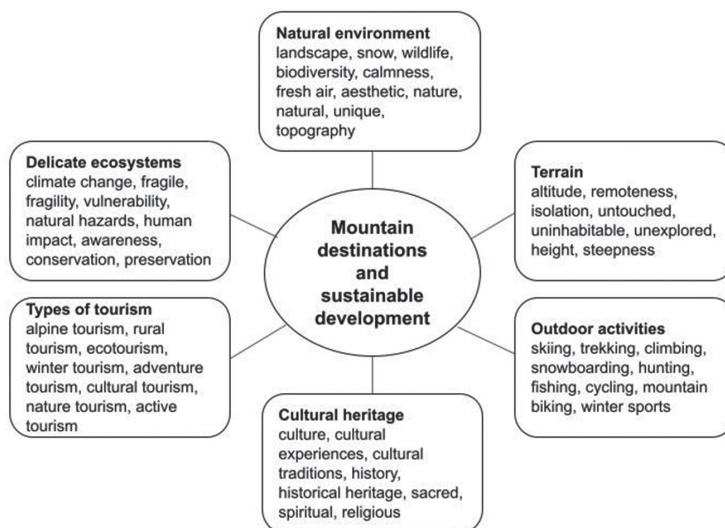 Natural environment
landscape, snow, wildlife,
biodiversity, calmness,
fresh air, aesthetic, nature,
natural, unique,
topography
Delicate ecosystems
climate change, fragile,
fragility, vulnerability,
natural hazards, human
impact, awareness,
conservation, preservation
Terrain
altitude, remoteness,
isolation, untouched,
uninhabitable, unexplored,
height, steepness
Mountain
destinations
and
sustainable
development
Types of tourism
alpine tourism, rural
tourism, ecotourism,
winter tourism, adventure
tourism, cultural tourism,
nature tourism, active
tourism
Outdoor activities
skiing, trekking, climbing,
snowboarding, hunting,
fishing, cycling, mountain
biking, winter sports
Cultural heritage
culture, cultural
experiences, cultural
traditions, history,
historical heritage, sacred,
spiritual, religious